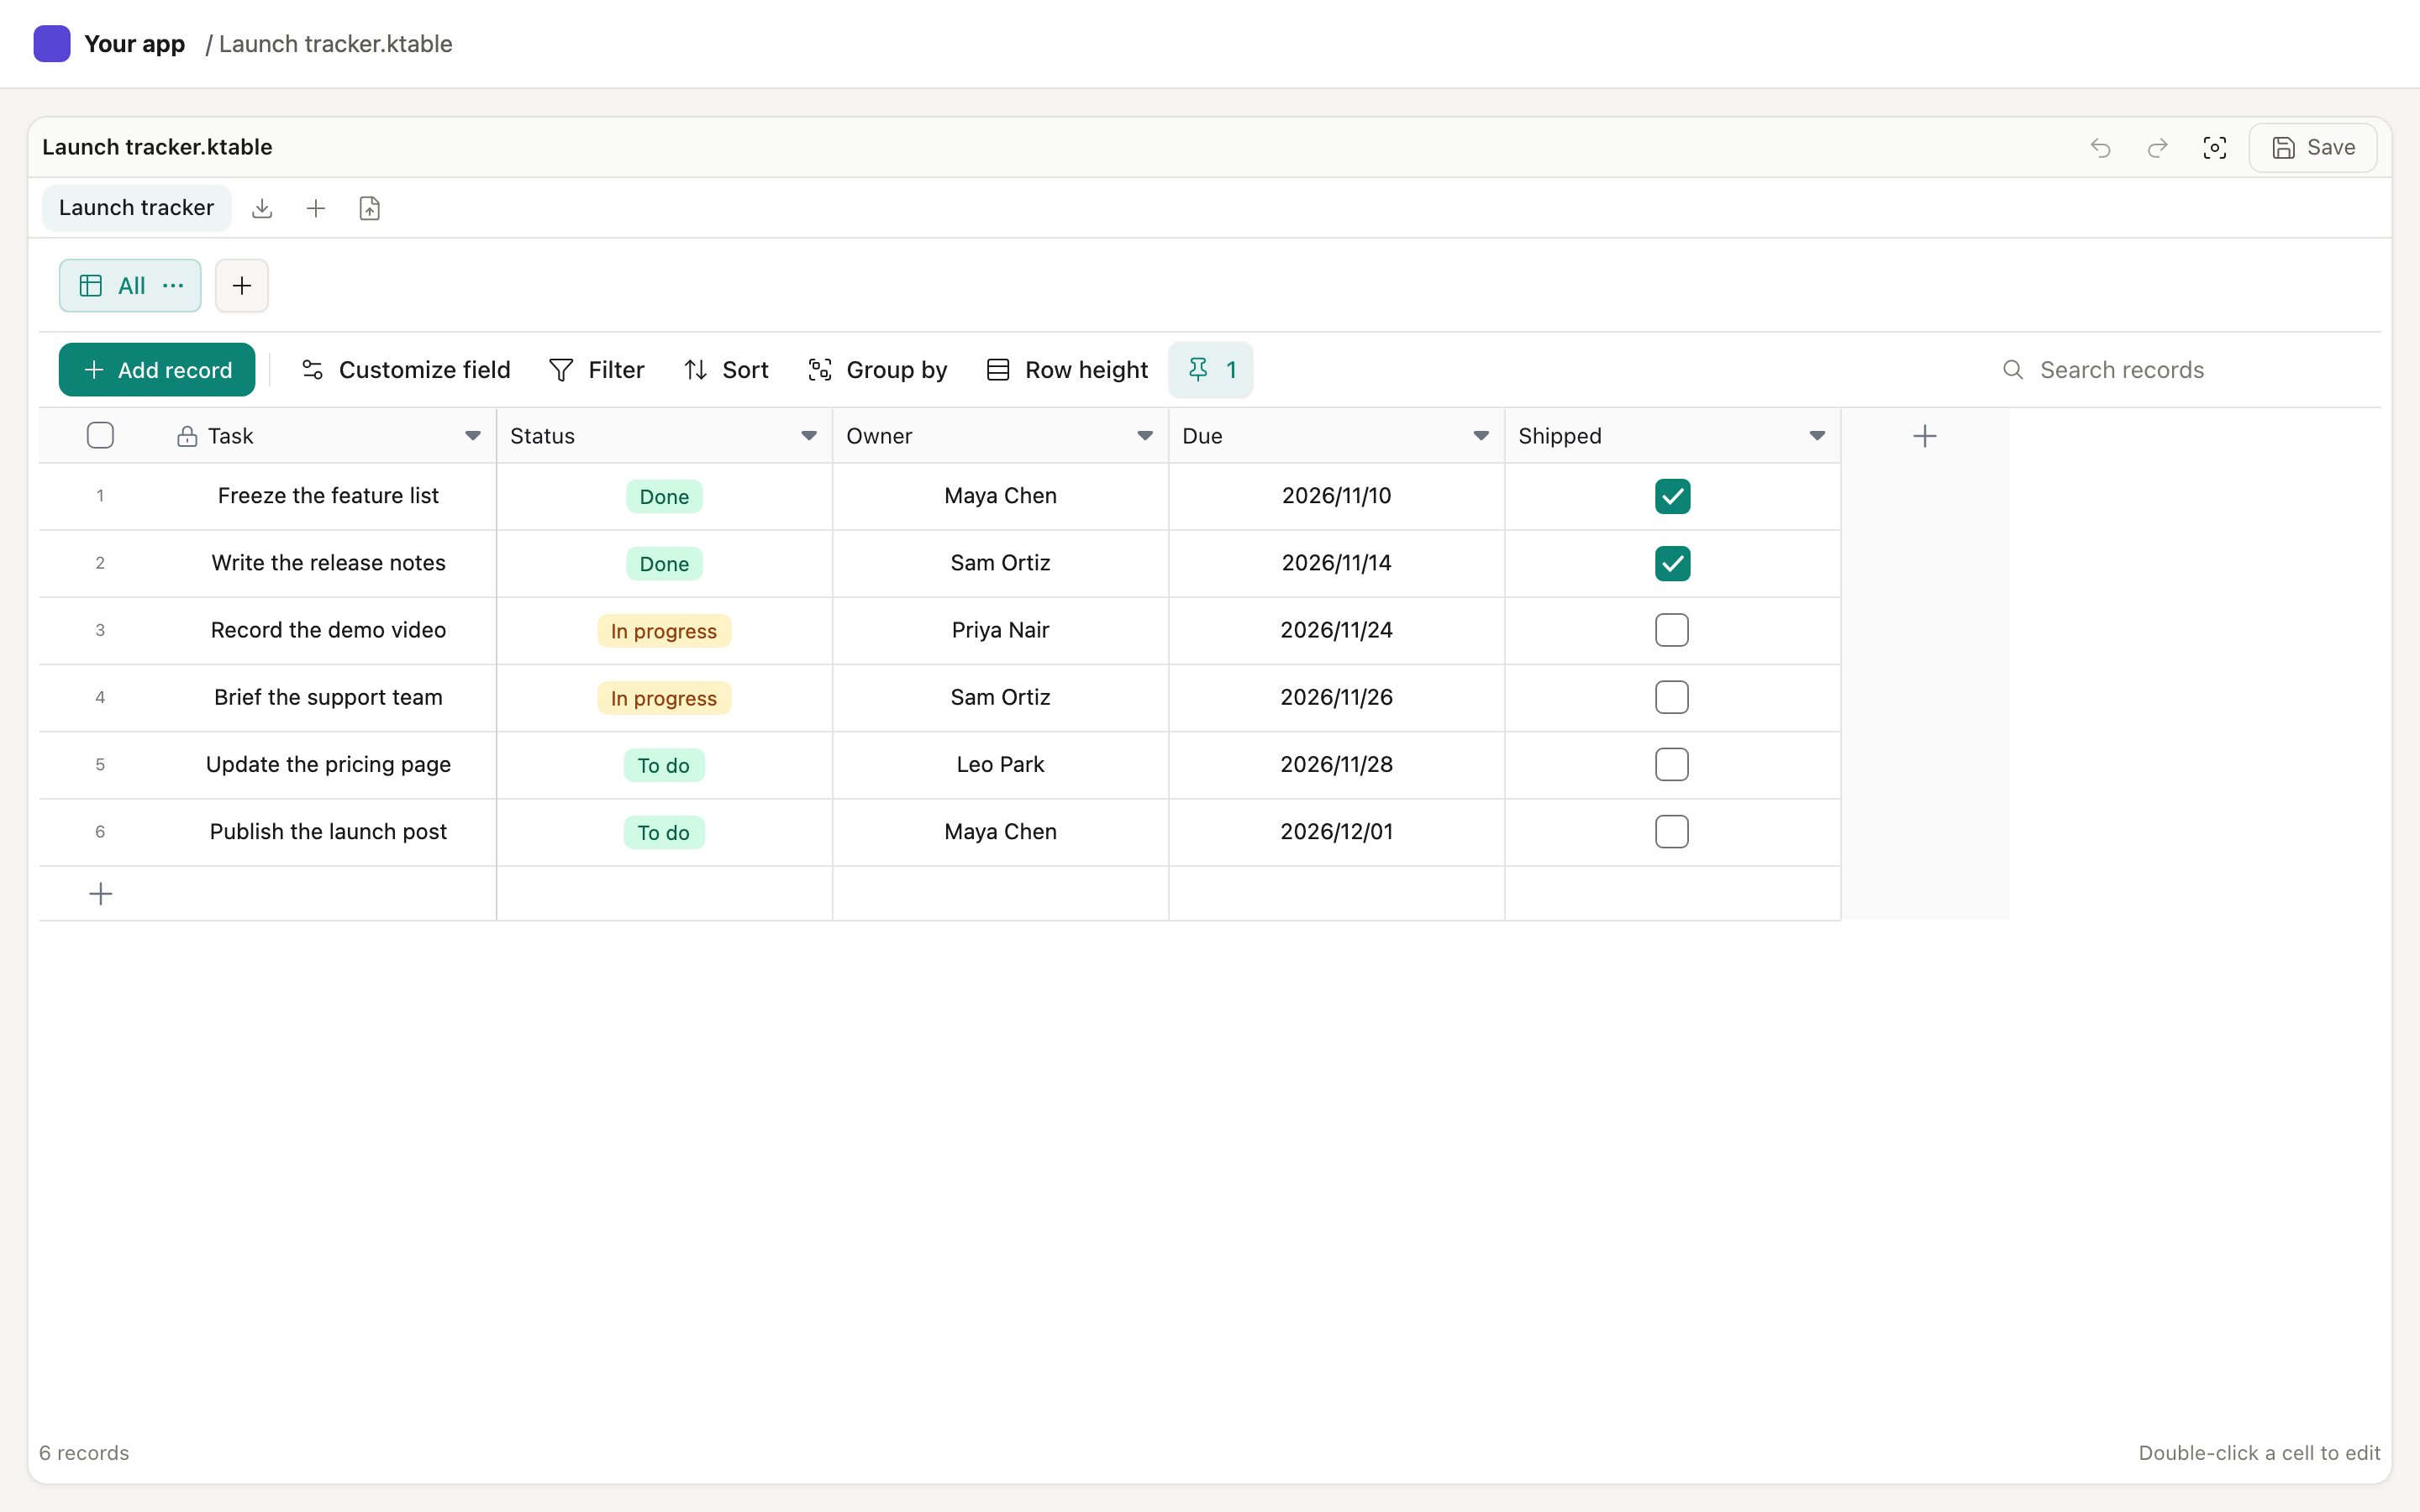 Your app / Launch tracker.ktable
Launch tracker.ktable Save
Launch tracker
All
Add record Customize field Filter Sort Group by Row height 1 Search records
Task Status Owner Due Shipped
1 Freeze the feature list Done Maya Chen 2026/11/10
2 Write the release notes Done Sam Ortiz 2026/11/14
3 Record the demo video In progress Priya Nair 2026/11/24
4 Brief the support team In progress Sam Ortiz 2026/11/26
5 Update the pricing page To do Leo Park 2026/11/28
6 Publish the launch post To do Maya Chen 2026/12/01
6 records Double-click a cell to edit